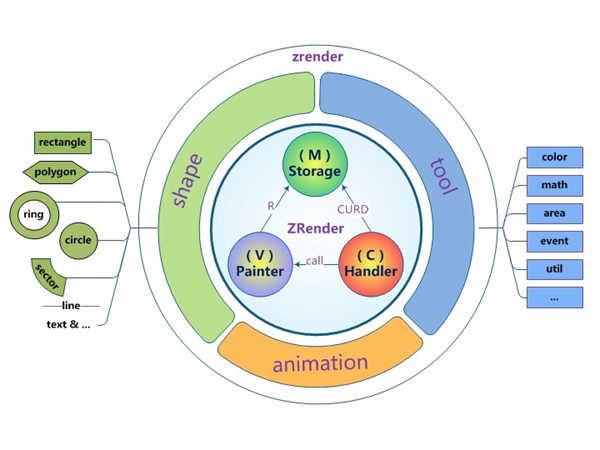 zrender
rectangle
polygon
ring
circle
sector
line
text & ...
shape
tool
animation
(M)
Storage
R
CURD
ZRender
(V)
Painter
call
(C)
Handler
color
math
area
event
util
...